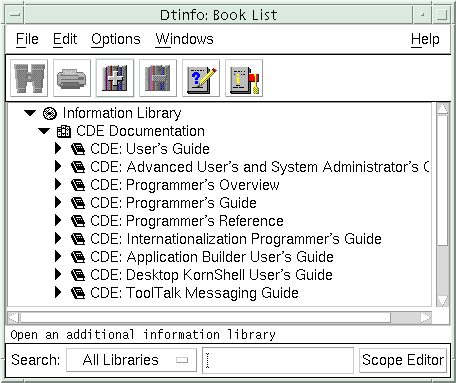 Dtinfo: Book List
File Edit Options Windows Help
Information Library
CDE Documentation
CDE: User's Guide
CDE: Advanced User's and System Administrator's
CDE: Programmer's Overview
CDE: Programmer's Guide
CDE: Programmer's Reference
CDE: Internationalization Programmer's Guide
CDE: Application Builder User's Guide
CDE: Desktop KornShell User's Guide
CDE: ToolTalk Messaging Guide
Open an additional information library
Search: All Libraries Scope Editor